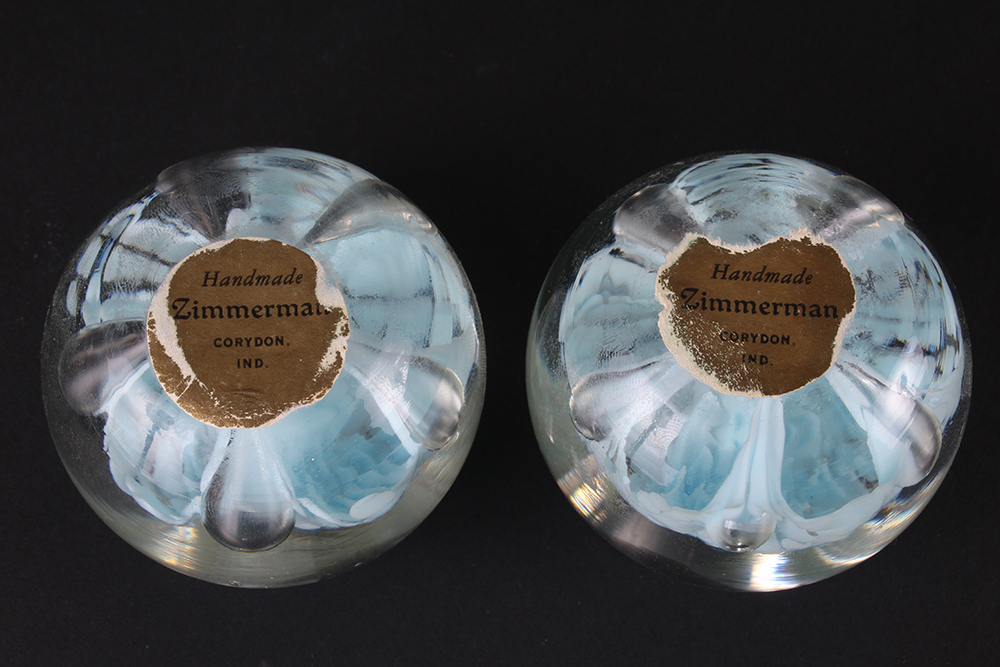 Handmade
Zimmerman
CORYDON,
IND.
Handmade
Zimmerman
CORYDON,
IND.